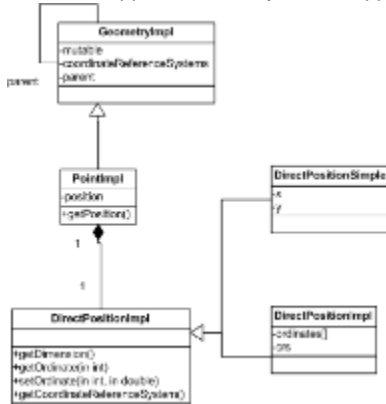 GeometryImpl
-mutable
-coordinateReferenceSystems
-parent
parent
PointImpl
-position
+getPosition()
1
1
DirectPositionSimple
-x
-y
DirectPositionImpl
+getDimension()
+getOrdinate(in int)
+setOrdinate(in int, in double)
+getCoordinateReferenceSystem()
DirectPositionImpl
-ordinates[]
-crs